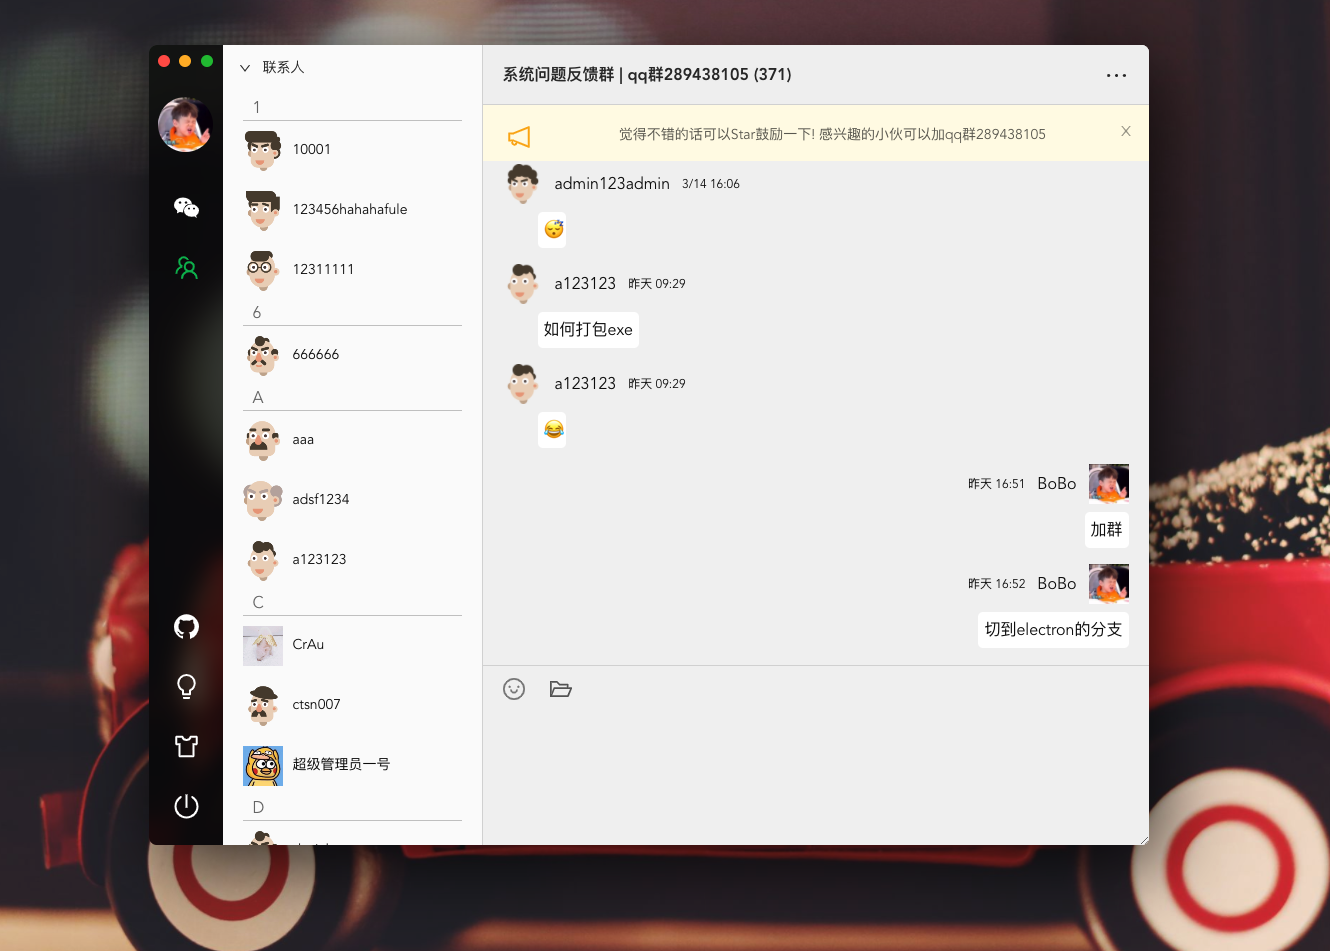 联系人
1
10001
123456hahahafule
12311111
6
666666
A
aaa
adsf1234
a123123
C
CrAu
ctsn007
超级管理员一号
D
系统问题反馈群 | qq群289438105 (371)
觉得不错的话可以Star鼓励一下! 感兴趣的小伙可以加qq群289438105
X
admin123admin 3/14 16:06
a123123 昨天 09:29
如何打包exe
a123123 昨天 09:29
昨天 16:51 BoBo
加群
昨天 16:52 BoBo
切到electron的分支